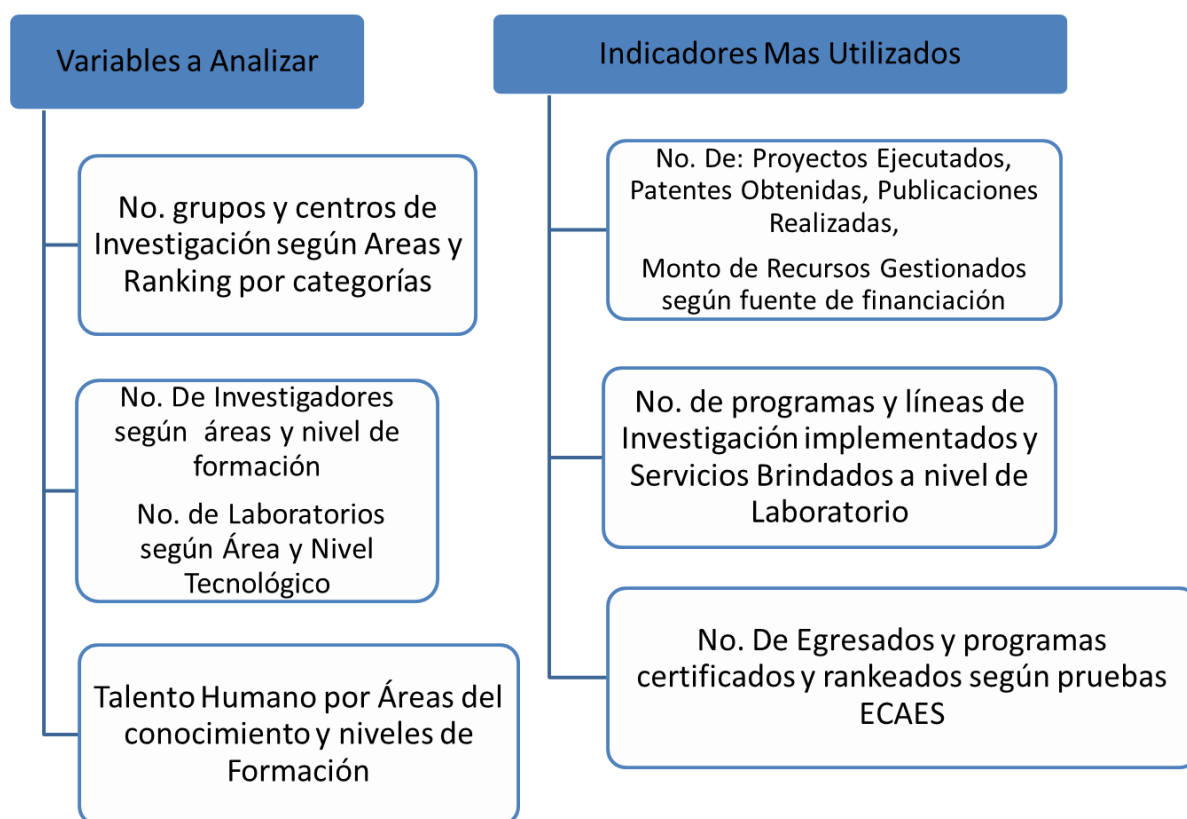 Variables a Analizar
No. grupos y centros de
Investigación según Areas y
Ranking por categorías
No. De Investigadores
según áreas y nivel de
formación
No. de Laboratorios
según Área y Nivel
Tecnológico
Talento Humano por Áreas del
conocimiento y niveles de
Formación
Indicadores Mas Utilizados
No. De: Proyectos Ejecutados,
Patentes Obtenidas, Publicaciones
Realizadas,
Monto de Recursos Gestionados
según fuente de financiación
No. de programas y líneas de
Investigación implementados y
Servicios Brindados a nivel de
Laboratorio
No. De Egresados y programas
certificados y rankeados según pruebas
ECAES